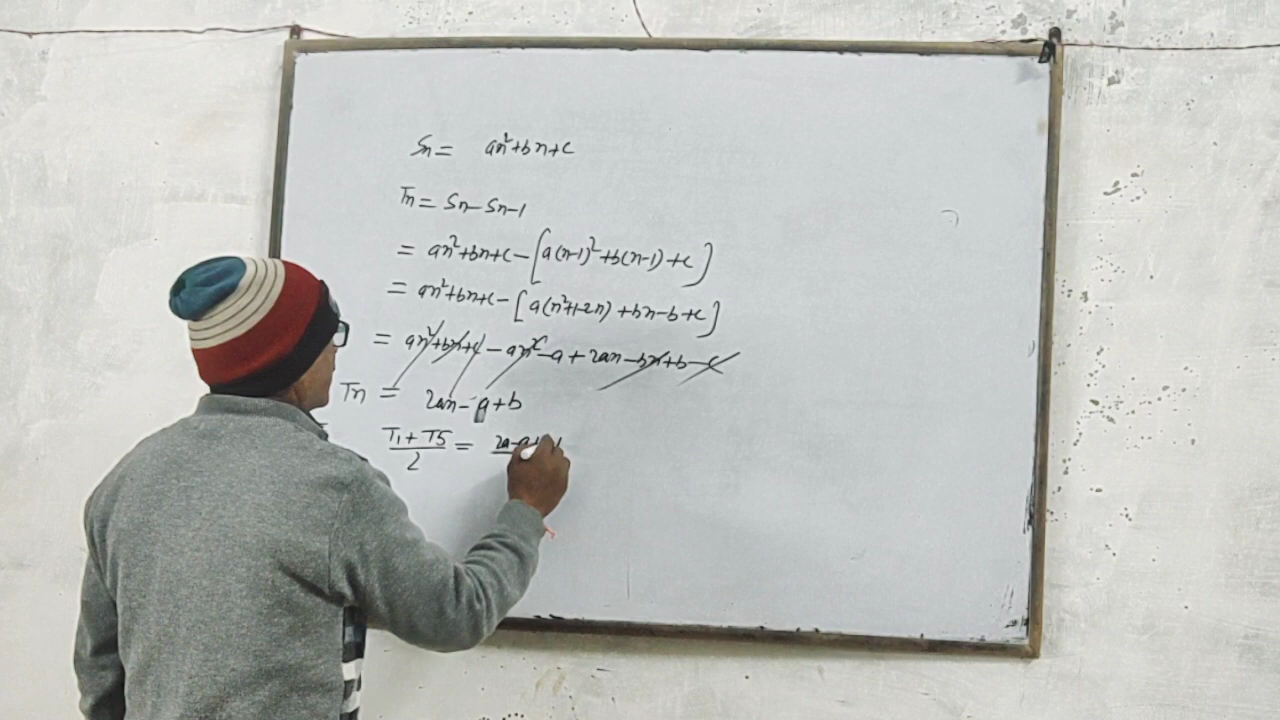 Sn = an²+bn+c
Tn = Sn - Sn-1
= an²+bn+c - [a(n-1)²+b(n-1)+c]
= an²+bn+c - [a(n²+1-2n) + bn-b+c]
= an²+bn+c - an²-a + 2an-bn+b-c
Tn = 2an-a+b
T1 + T5 / 2 = 2a-a+